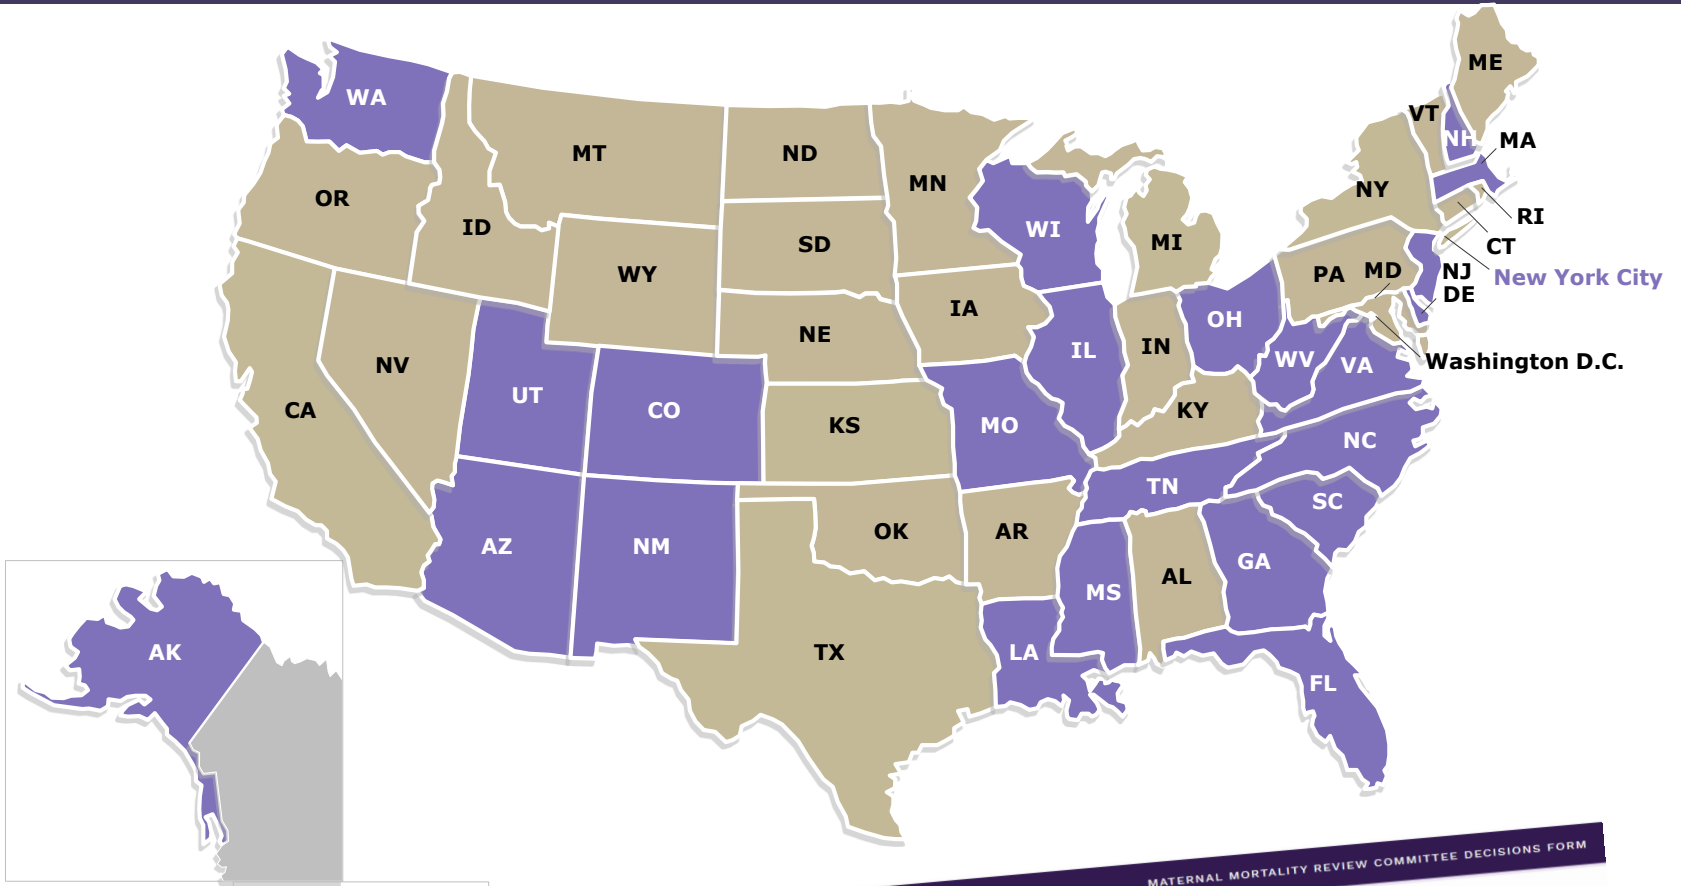 ME
WA
VT
NH
MA
MT
ND
MN
OR
NY
ID
WI
RI
SD
MI
CT
WY
PA
MD
NJ
New York City
DE
IA
OH
NE
IN
IL
WV
VA
Washington D.C.
NV
UT
CO
KS
MO
KY
CA
NC
TN
SC
AZ
NM
OK
AR
GA
AL
MS
AK
TX
LA
FL
MATERNAL MORTALITY REVIEW COMMITTEE DECISIONS FORM